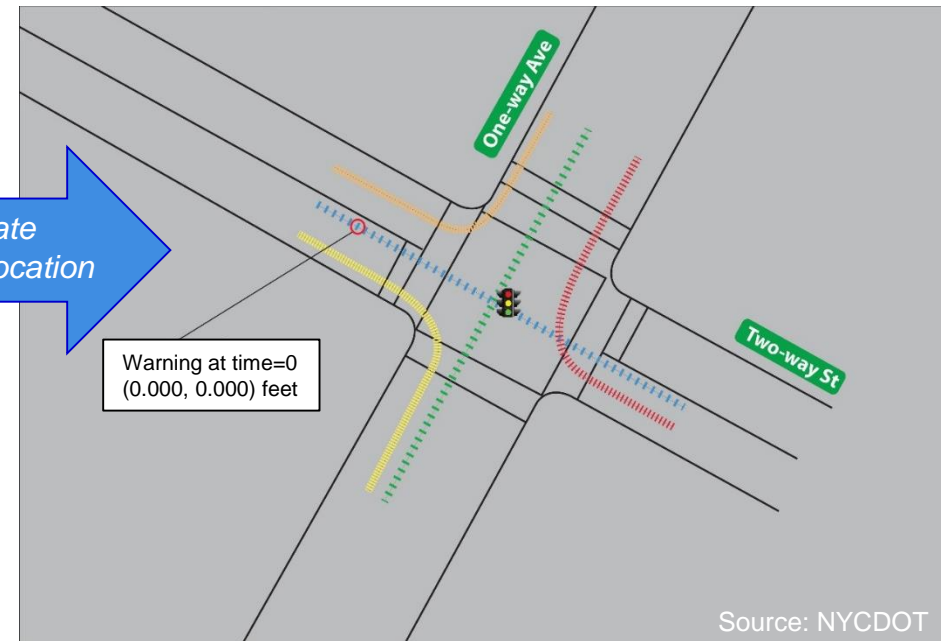 One-way Ave
ate
ocation
Warning at time=0
(0.000, 0.000) feet
Two-way St
Source: NYCDOT